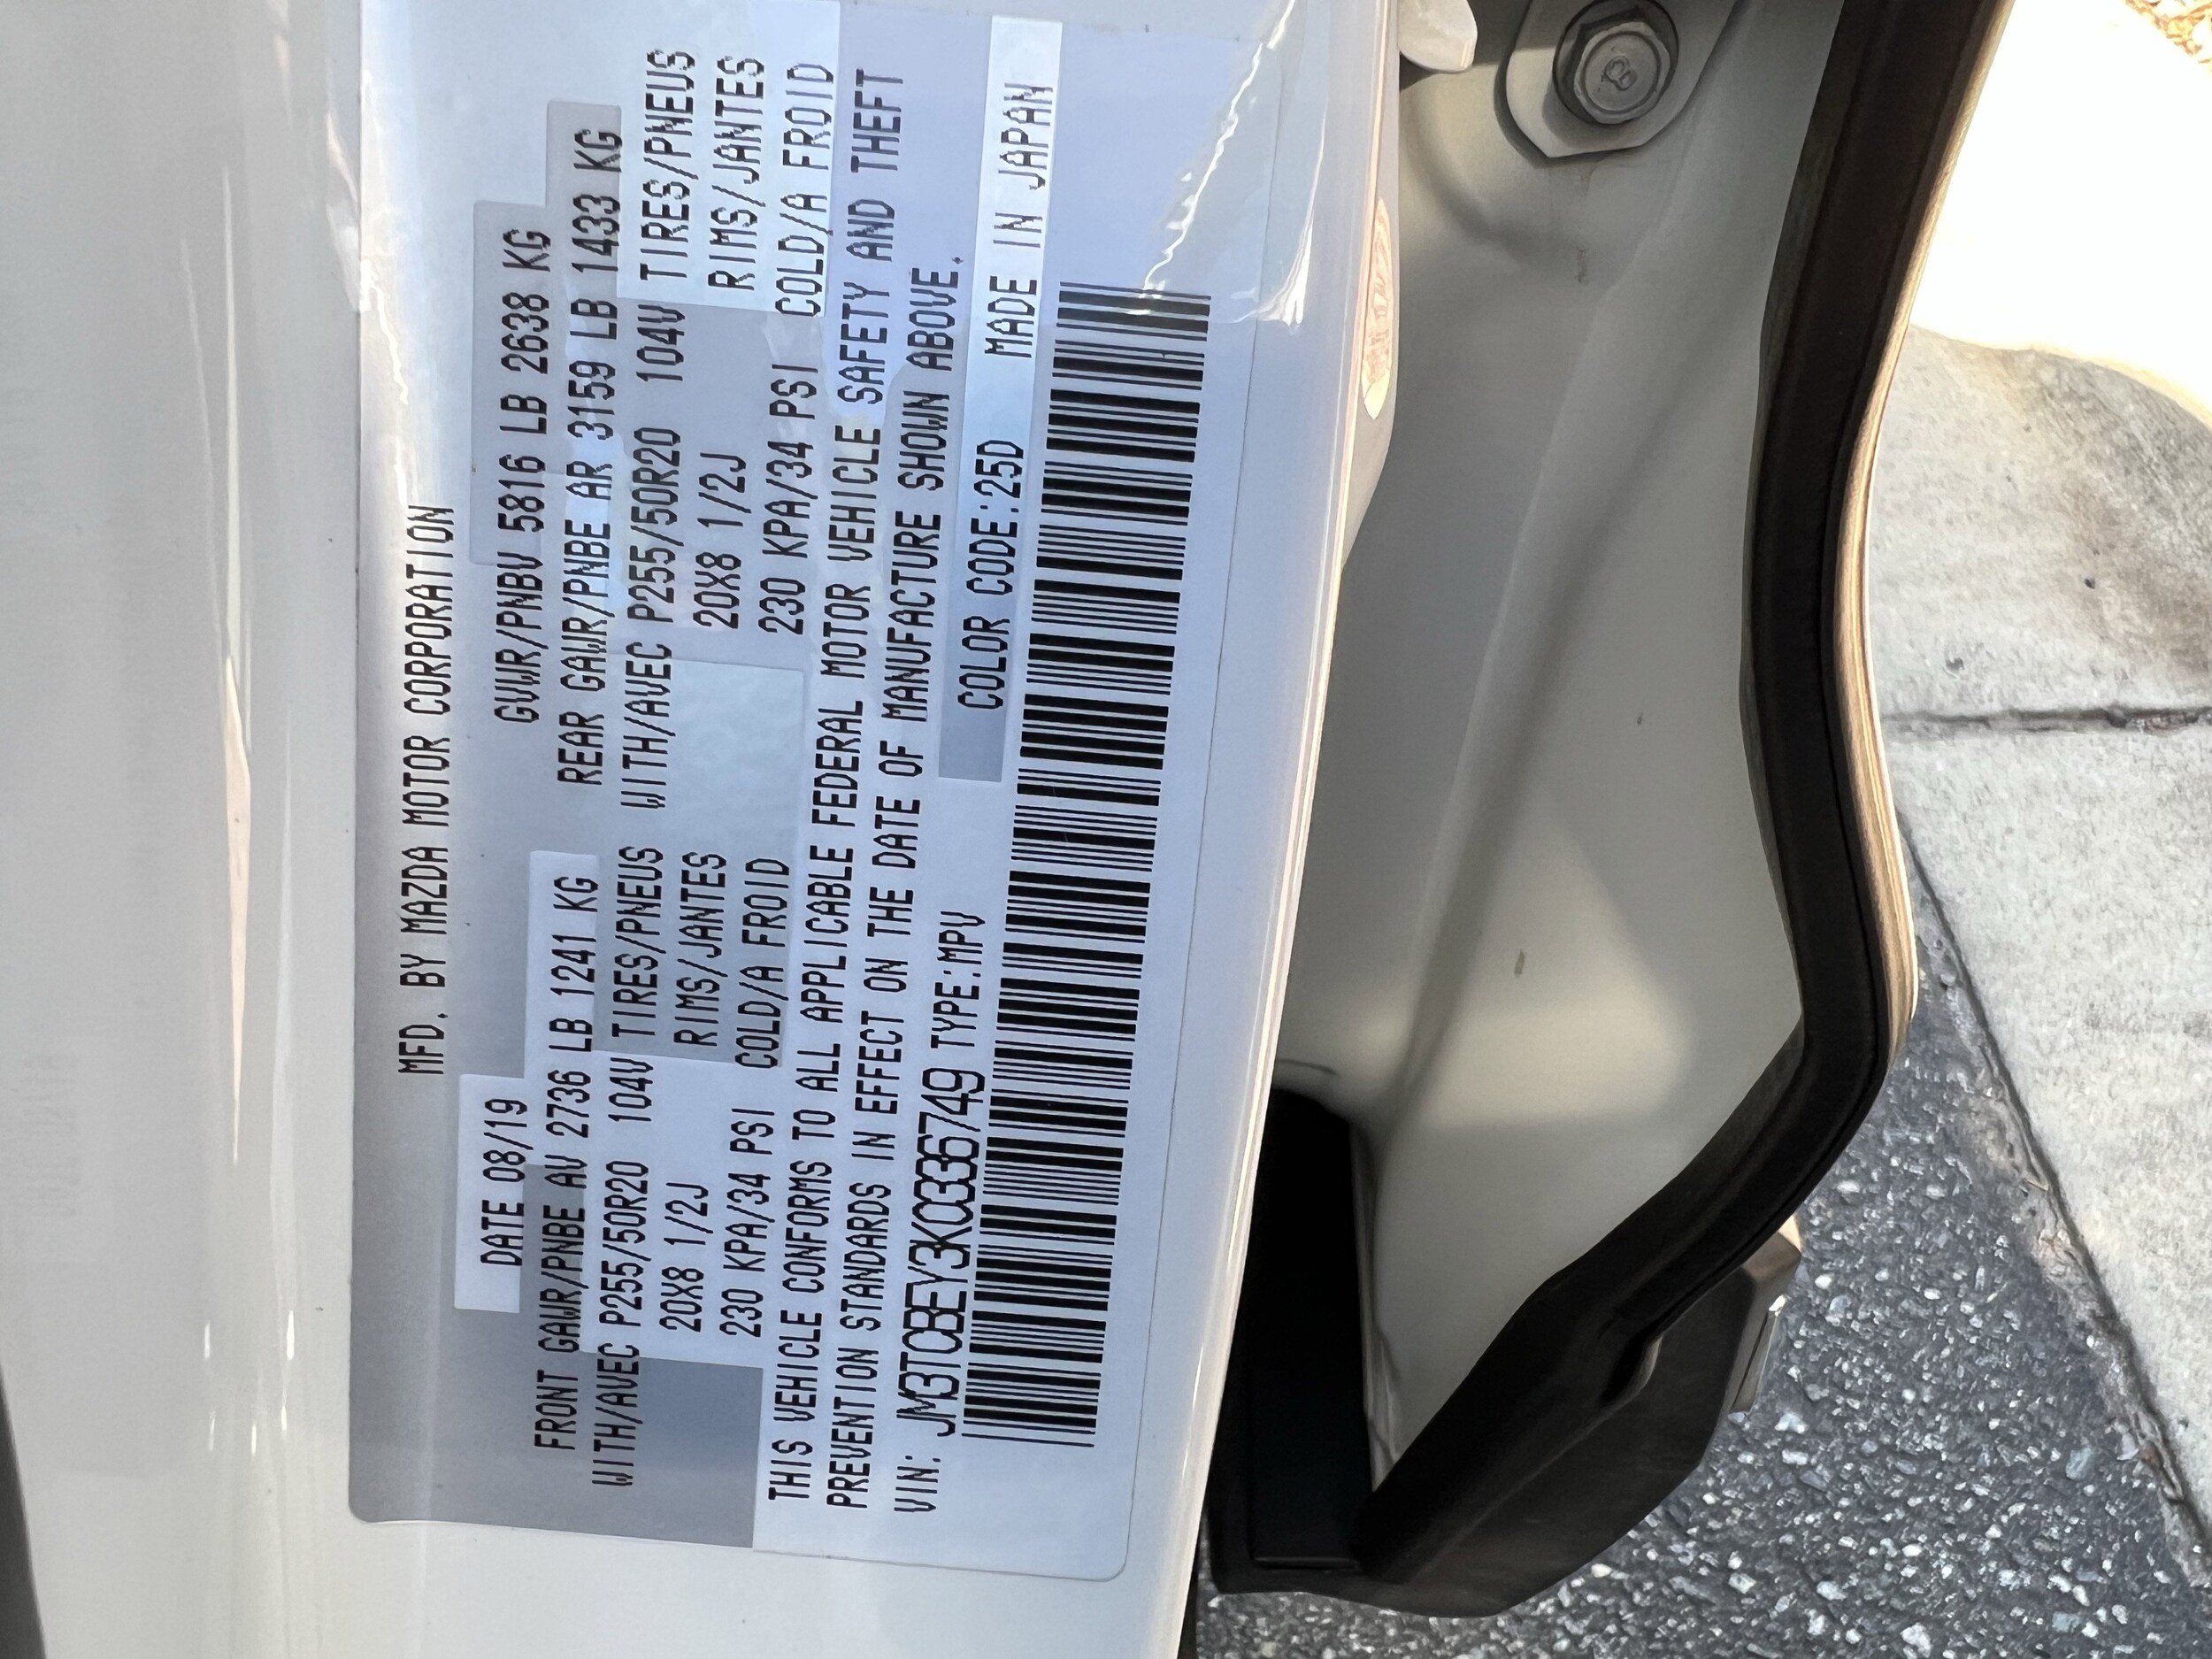 MFD. BY MAZDA MOTOR CORPORATION
DATE 08/19 GVWR/PNBV 5816 LB 2638 KG
FRONT GAWR/PNBE AV 2736 LB 1241 KG REAR GAWR/PNBE AR 3159 LB 1433 KG
WITH/AVEC P255/50R20 104V TIRES/PNEUS WITH/AVEC P255/50R20 104V TIRES/PNEUS
20X8 1/2J RIMS/JANTES 20X8 1/2J RIMS/JANTES
230 KPA/34 PSI COLD/A FROID 230 KPA/34 PSI COLD/A FROID
THIS VEHICLE CONFORMS TO ALL APPLICABLE FEDERAL MOTOR VEHICLE SAFETY AND THEFT
PREVENTION STANDARDS IN EFFECT ON THE DATE OF MANUFACTURE SHOWN ABOVE.
VIN: JM3TCBEY3K0336749 TYPE:MPV COLOR CODE:25D MADE IN JAPAN
8